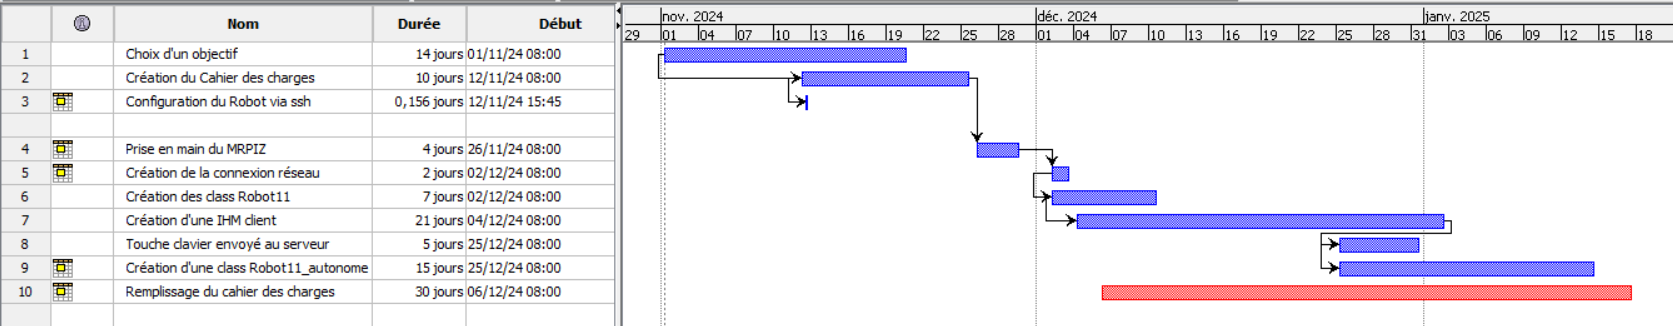 Nom Durée Début
nov. 2024 déc. 2024 janv. 2025
29 01 04 07 10 13 16 19 22 25 28 01 04 07 10 13 16 19 22 25 28 31 03 06 09 12 15 18
1 Choix d'un objectif 14 jours 01/11/24 08:00
2 Création du Cahier des charges 10 jours 12/11/24 08:00
3 Configuration du Robot via ssh 0,156 jours 12/11/24 15:45
4 Prise en main du MRPIZ 4 jours 26/11/24 08:00
5 Création de la connexion réseau 2 jours 02/12/24 08:00
6 Création des class Robot11 7 jours 02/12/24 08:00
7 Création d'une IHM client 21 jours 04/12/24 08:00
8 Touche clavier envoyé au serveur 5 jours 25/12/24 08:00
9 Création d'une class Robot11_autonome 15 jours 25/12/24 08:00
10 Remplissage du cahier des charges 30 jours 06/12/24 08:00